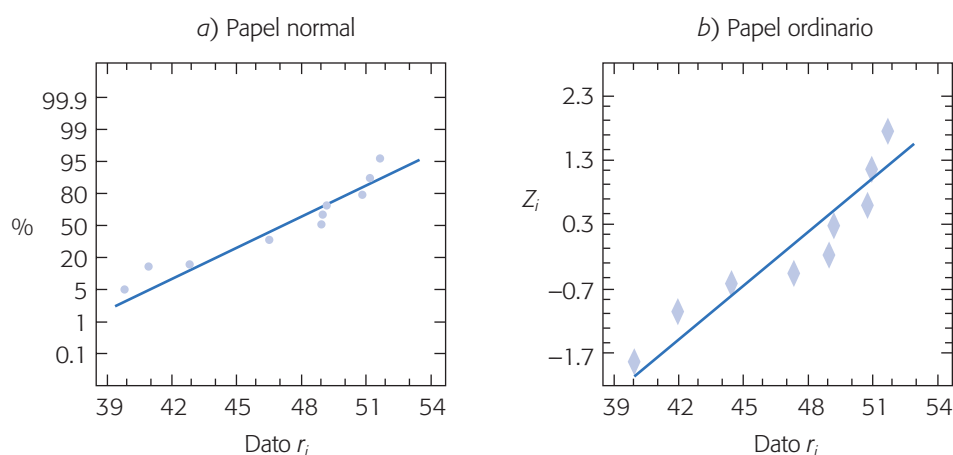 a) Papel normal
99.9
99
95
80
50
20
5
1
0.1
%
39 42 45 48 51 54
Dato ri
b) Papel ordinario
2.3
1.3
0.3
−0.7
−1.7
Zi
39 42 45 48 51 54
Dato ri